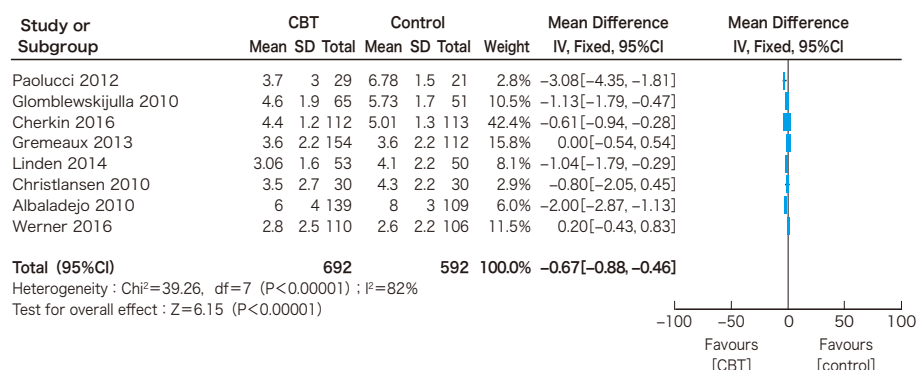 Study or Subgroup CBT Control Mean Difference Mean Difference
Mean SD Total Mean SD Total Weight IV, Fixed, 95%CI IV, Fixed, 95%CI
Paolucci 2012 3.7 3 29 6.78 1.5 21 2.8% −3.08[−4.35, −1.81]
Glomblewskijulla 2010 4.6 1.9 65 5.73 1.7 51 10.5% −1.13[−1.79, −0.47]
Cherkin 2016 4.4 1.2 112 5.01 1.3 113 42.4% −0.61[−0.94, −0.28]
Gremeaux 2013 3.6 2.2 154 3.6 2.2 112 15.8% 0.00[−0.54, 0.54]
Linden 2014 3.06 1.6 53 4.1 2.2 50 8.1% −1.04[−1.79, −0.29]
Christlansen 2010 3.5 2.7 30 4.3 2.2 30 2.9% −0.80[−2.05, 0.45]
Albaladejo 2010 6 4 139 8 3 109 6.0% −2.00[−2.87, −1.13]
Werner 2016 2.8 2.5 110 2.6 2.2 106 11.5% 0.20[−0.43, 0.83]
Total (95%CI) 692 592 100.0% −0.67[−0.88, −0.46]
Heterogeneity : Chi²=39.26, df=7 (P<0.00001) ; I²=82%
Test for overall effect : Z=6.15 (P<0.00001)
−100 −50 0 50 100
Favours [CBT] Favours [control]